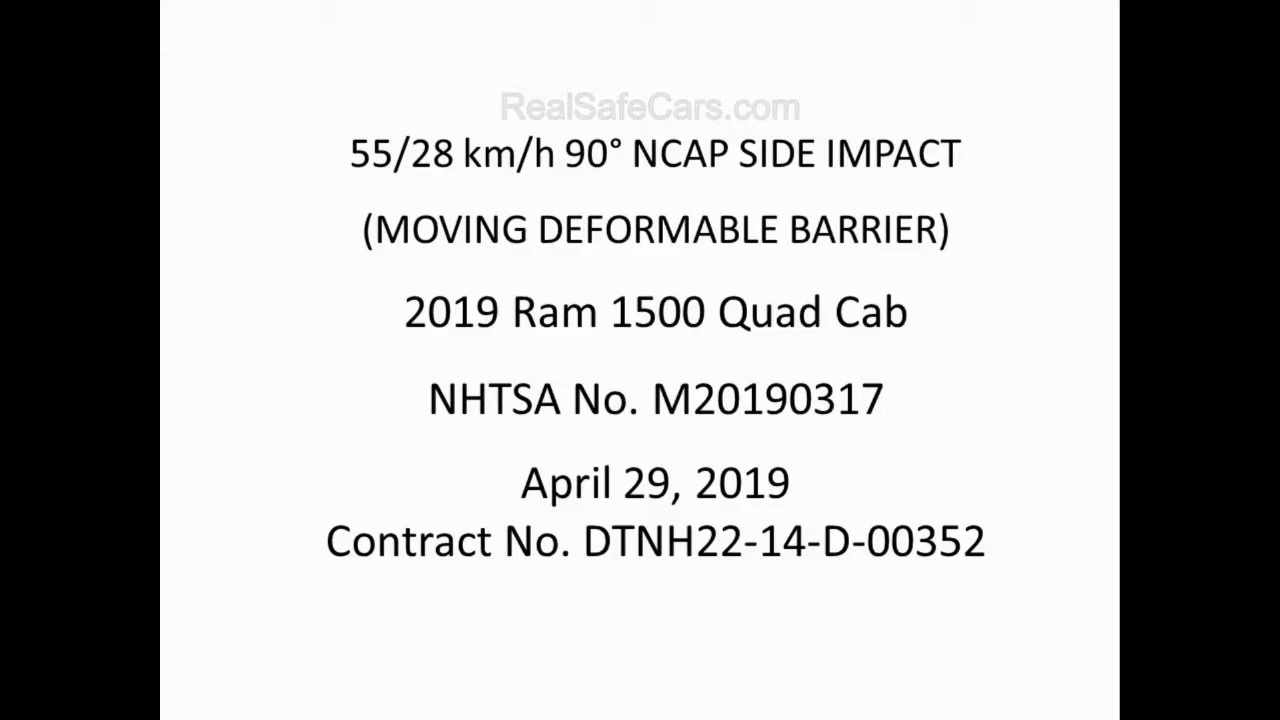 RealSafeCars.com
55/28 km/h 90° NCAP SIDE IMPACT
(MOVING DEFORMABLE BARRIER)
2019 Ram 1500 Quad Cab
NHTSA No. M20190317
April 29, 2019
Contract No. DTNH22-14-D-00352